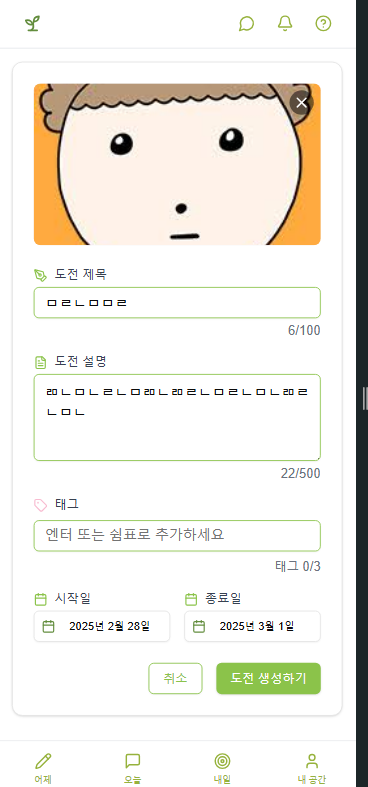 도전 제목
ㅁㄹㄴㅁㅁㄹ
6/100
도전 설명
ㄻㄴㅁㄴㄹㄴㅁㄻㄴㄻㄹㄴㅁㄹㄴㅁㄴㄻㄹ
ㄴㅁㄴ
22/500
태그
엔터 또는 쉼표로 추가하세요
태그 0/3
시작일 종료일
2025년 2월 28일 2025년 3월 1일
취소 도전 생성하기
어제 오늘 내일 내 공간